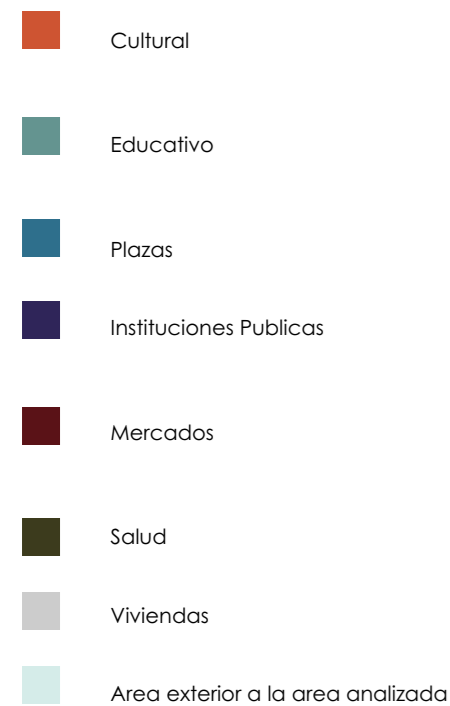 Cultural
Educativo
Plazas
Instituciones Publicas
Mercados
Salud
Viviendas
Area exterior a la area analizada